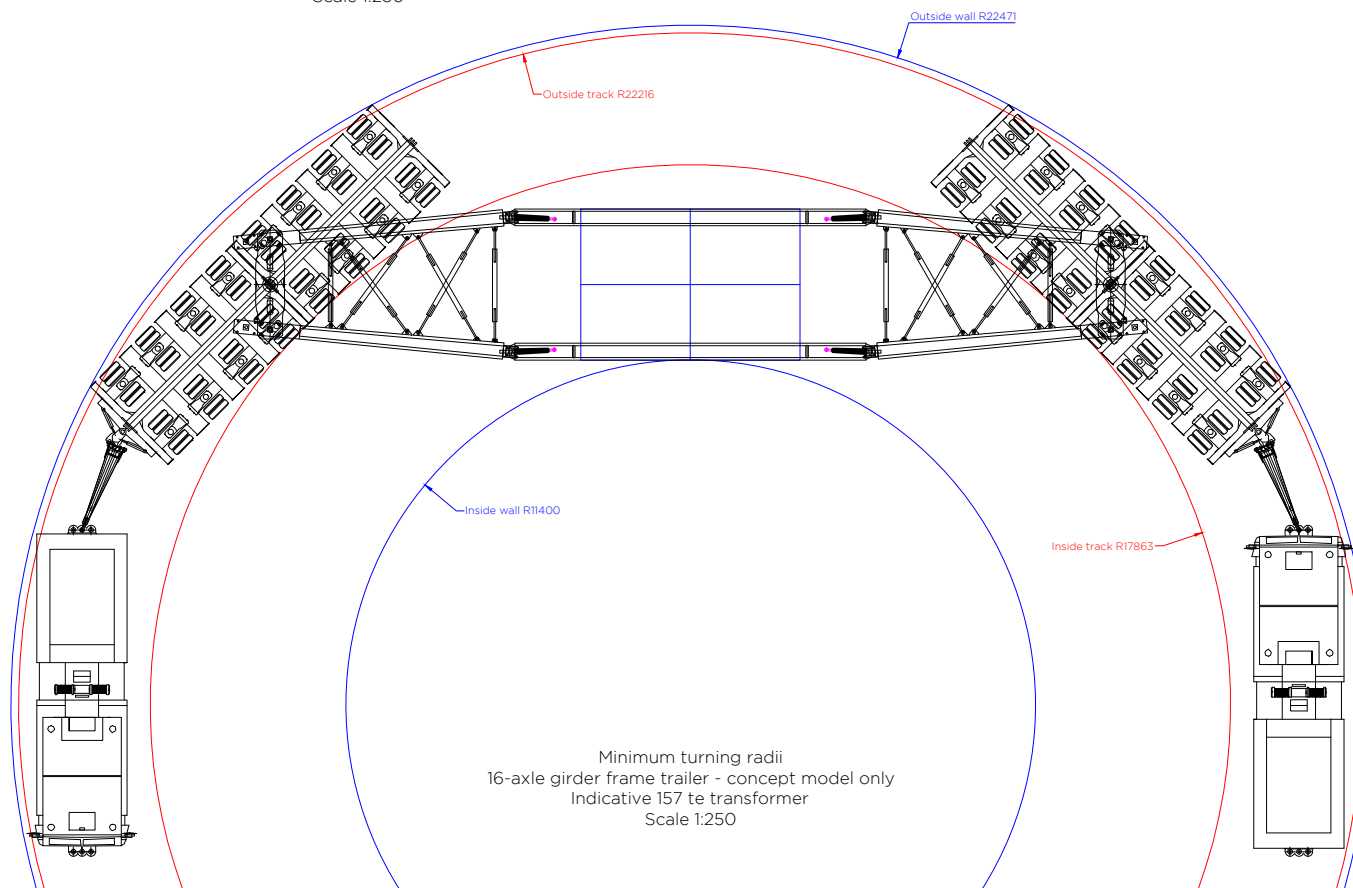 Outside wall R22471
Outside track R22216
Inside wall R11400
Inside track R17863
Minimum turning radii
16-axle girder frame trailer - concept model only
Indicative 157 te transformer
Scale 1:250